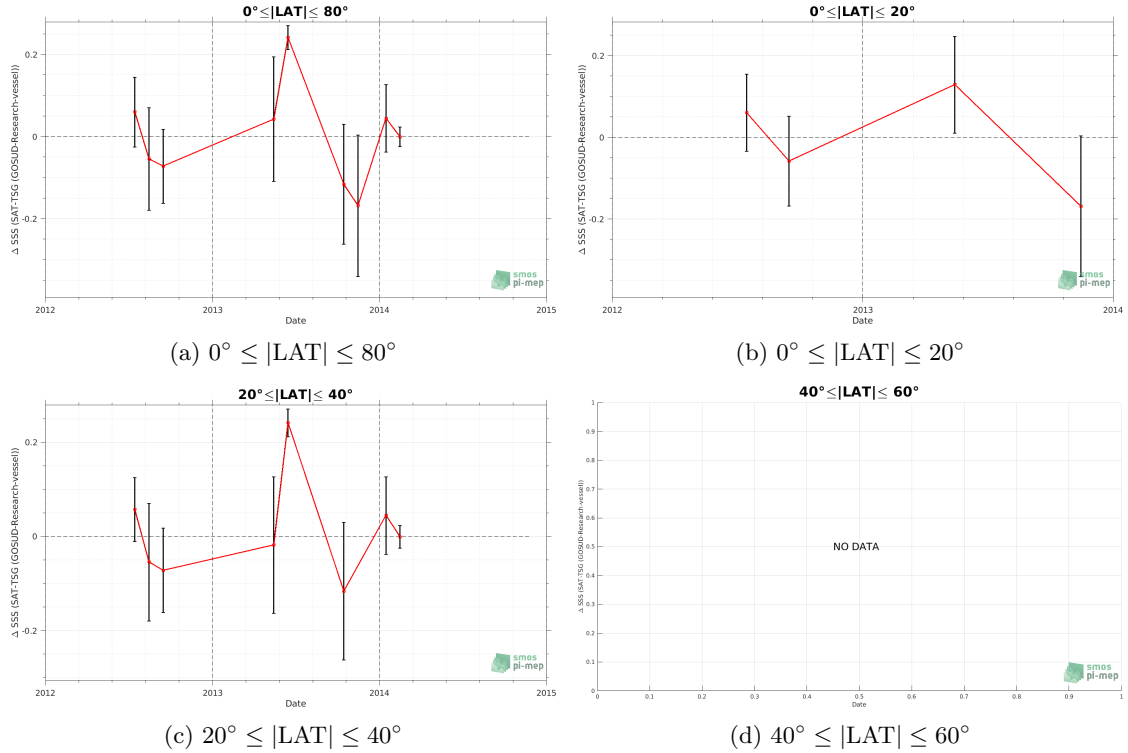 0°≤|LAT|≤ 80°
Δ SSS (SAT-TSG (GOSUD-Research-vessel))
0.2
0
-0.2
smos
pi-mep
2012
2013
2014
2015
Date
(a) 0° ≤ |LAT| ≤ 80°
0°≤|LAT|≤ 20°
Δ SSS (SAT-TSG (GOSUD-Research-vessel))
0.2
0
-0.2
smos
pi-mep
2012
2013
2014
Date
(b) 0° ≤ |LAT| ≤ 20°
20°≤|LAT|≤ 40°
Δ SSS (SAT-TSG (GOSUD-Research-vessel))
0.2
0
-0.2
smos
pi-mep
2012
2013
2014
2015
Date
(c) 20° ≤ |LAT| ≤ 40°
40°≤|LAT|≤ 60°
Δ SSS (SAT-TSG (GOSUD-Research-vessel))
1
0.9
0.8
0.7
0.6
0.5
0.4
0.3
0.2
0.1
0
NO DATA
smos
pi-mep
0
0.1
0.2
0.3
0.4
0.5
0.6
0.7
0.8
0.9
1
Date
(d) 40° ≤ |LAT| ≤ 60°